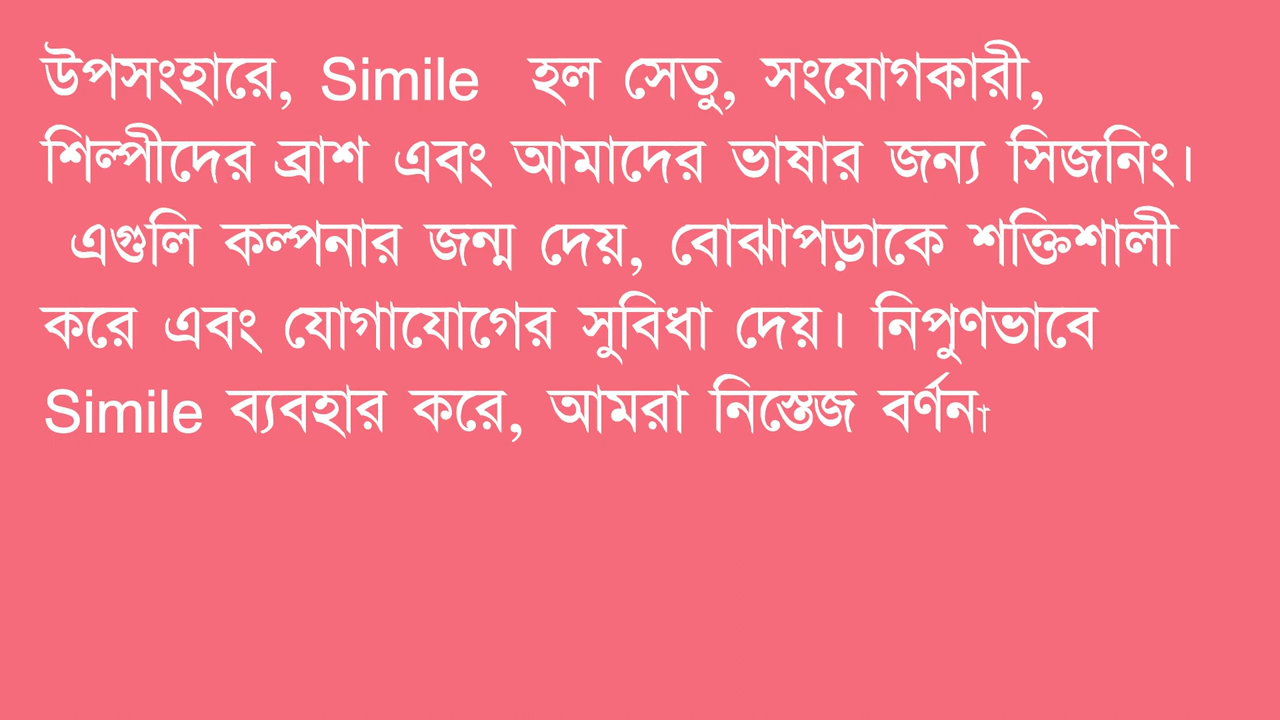 উপসংহারে, Simile হল সেতু, সংযোগকারী,
শিল্পীদের ব্রাশ এবং আমাদের ভাষার জন্য সিজনিং।
এগুলি কল্পনার জন্ম দেয়, বোঝাপড়াকে শক্তিশালী
করে এবং যোগাযোগের সুবিধা দেয়। নিপুণভাবে
Simile ব্যবহার করে, আমরা নিস্তেজ বর্ণনা